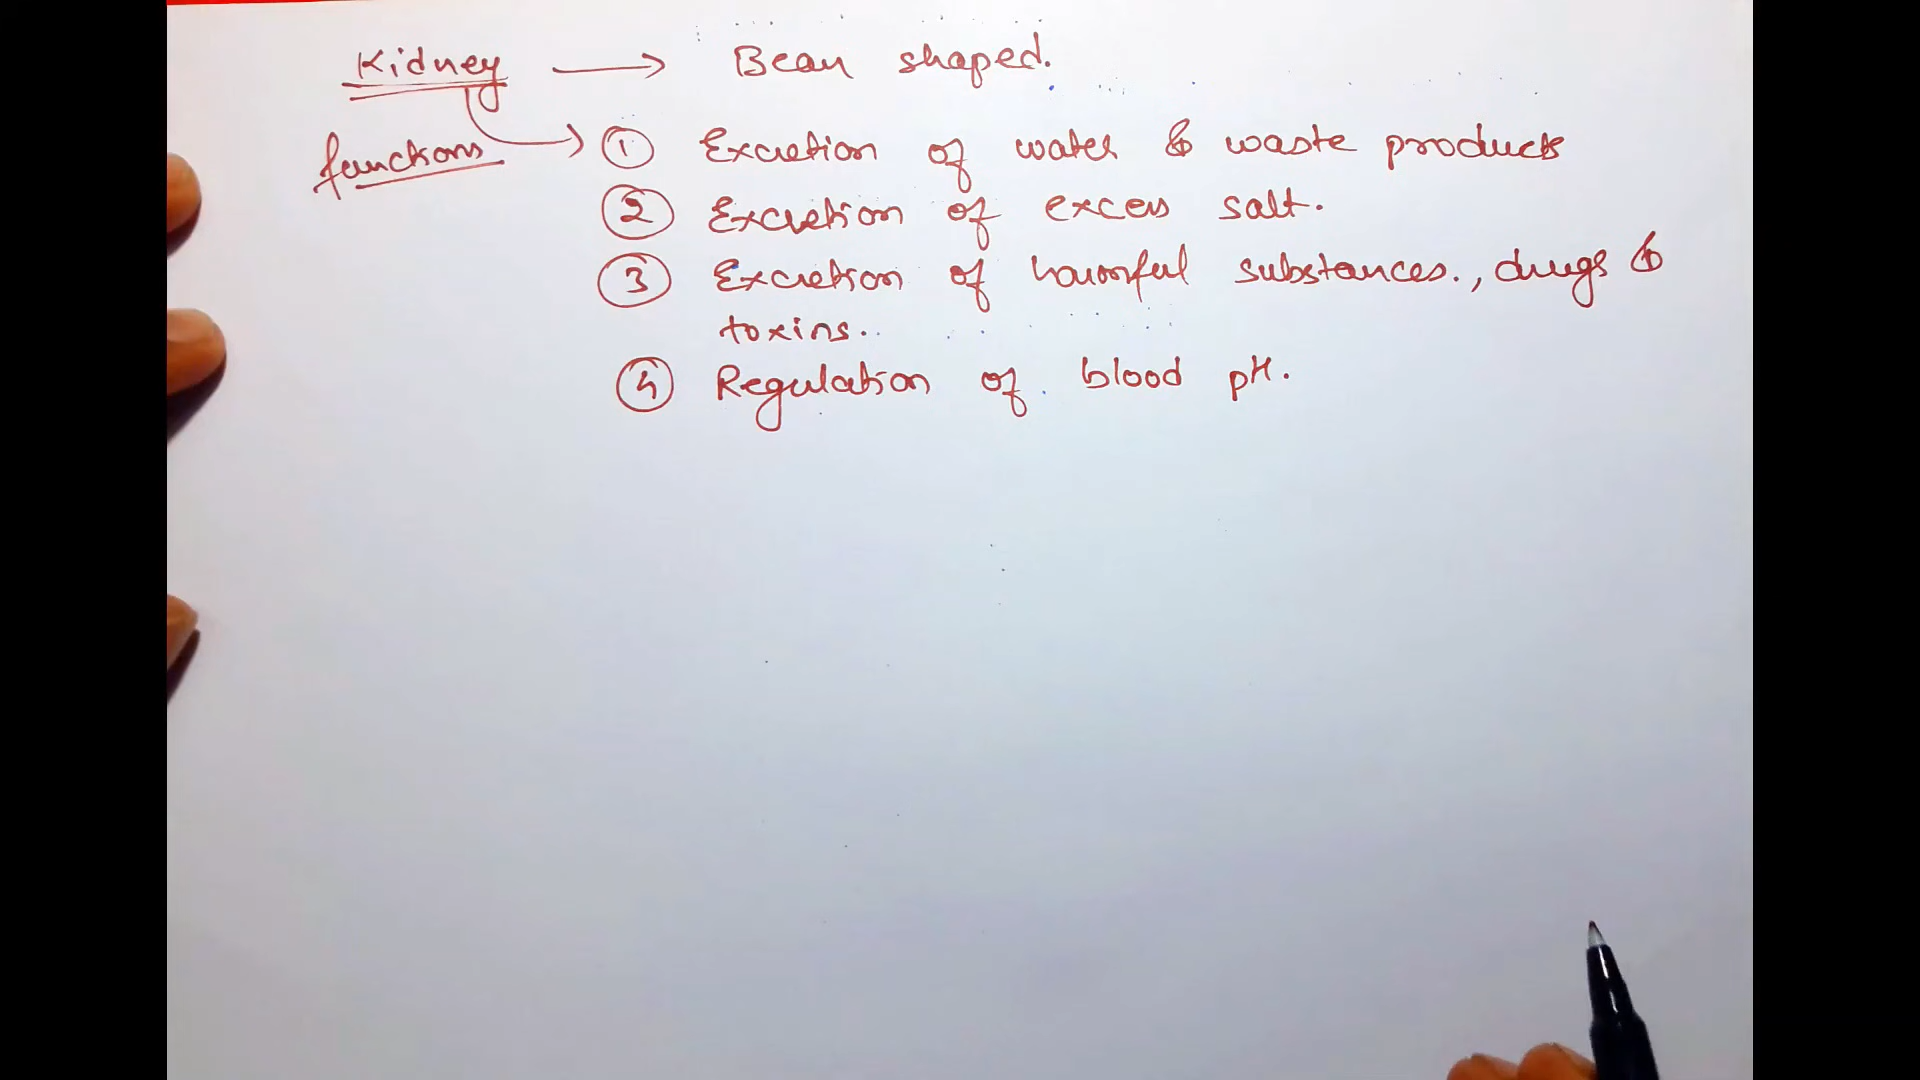 Kidney → Bean shaped.
functions → ① Excretion of water & waste products
② Excretion of excess salt.
③ Excretion of harmful substances., drugs &
toxins.
④ Regulation of blood pH.